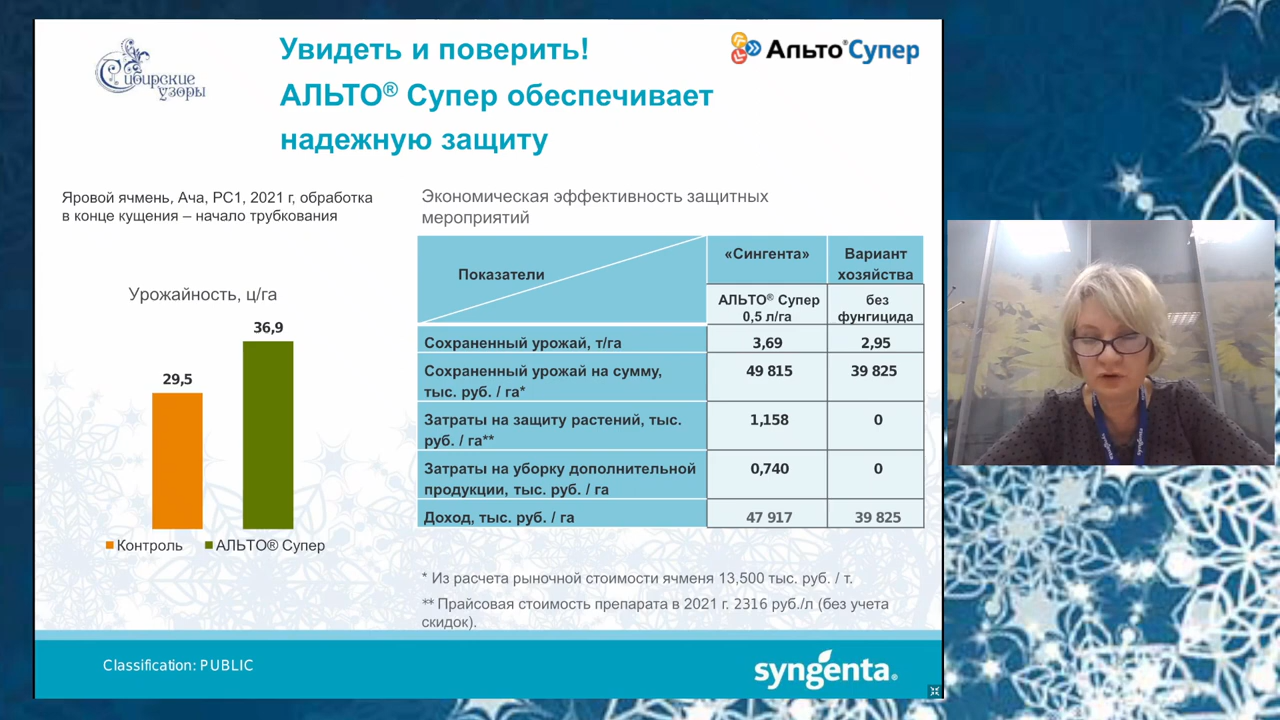 Сибирские
узоры
Увидеть и поверить!
АЛЬТО® Супер обеспечивает
надежную защиту
Альто®Супер
Яровой ячмень, Ача, РС1, 2021 г, обработка
в конце кущения – начало трубкования
Урожайность, ц/га
36,9
29,5
Контроль
АЛЬТО® Супер
Экономическая эффективность защитных
мероприятий
Показатели
«Сингента»
Вариант
хозяйства
АЛЬТО® Супер
0,5 л/га
без
фунгицида
Сохраненный урожай, т/га
3,69
2,95
Сохраненный урожай на сумму,
тыс. руб. / га*
49 815
39 825
Затраты на защиту растений, тыс.
руб. / га**
1,158
0
Затраты на уборку дополнительной
продукции, тыс. руб. / га
0,740
0
Доход, тыс. руб. / га
47 917
39 825
* Из расчета рыночной стоимости ячменя 13,500 тыс. руб. / т.
** Прайсовая стоимость препарата в 2021 г. 2316 руб./л (без учета
скидок).
Classification: PUBLIC
syngenta®